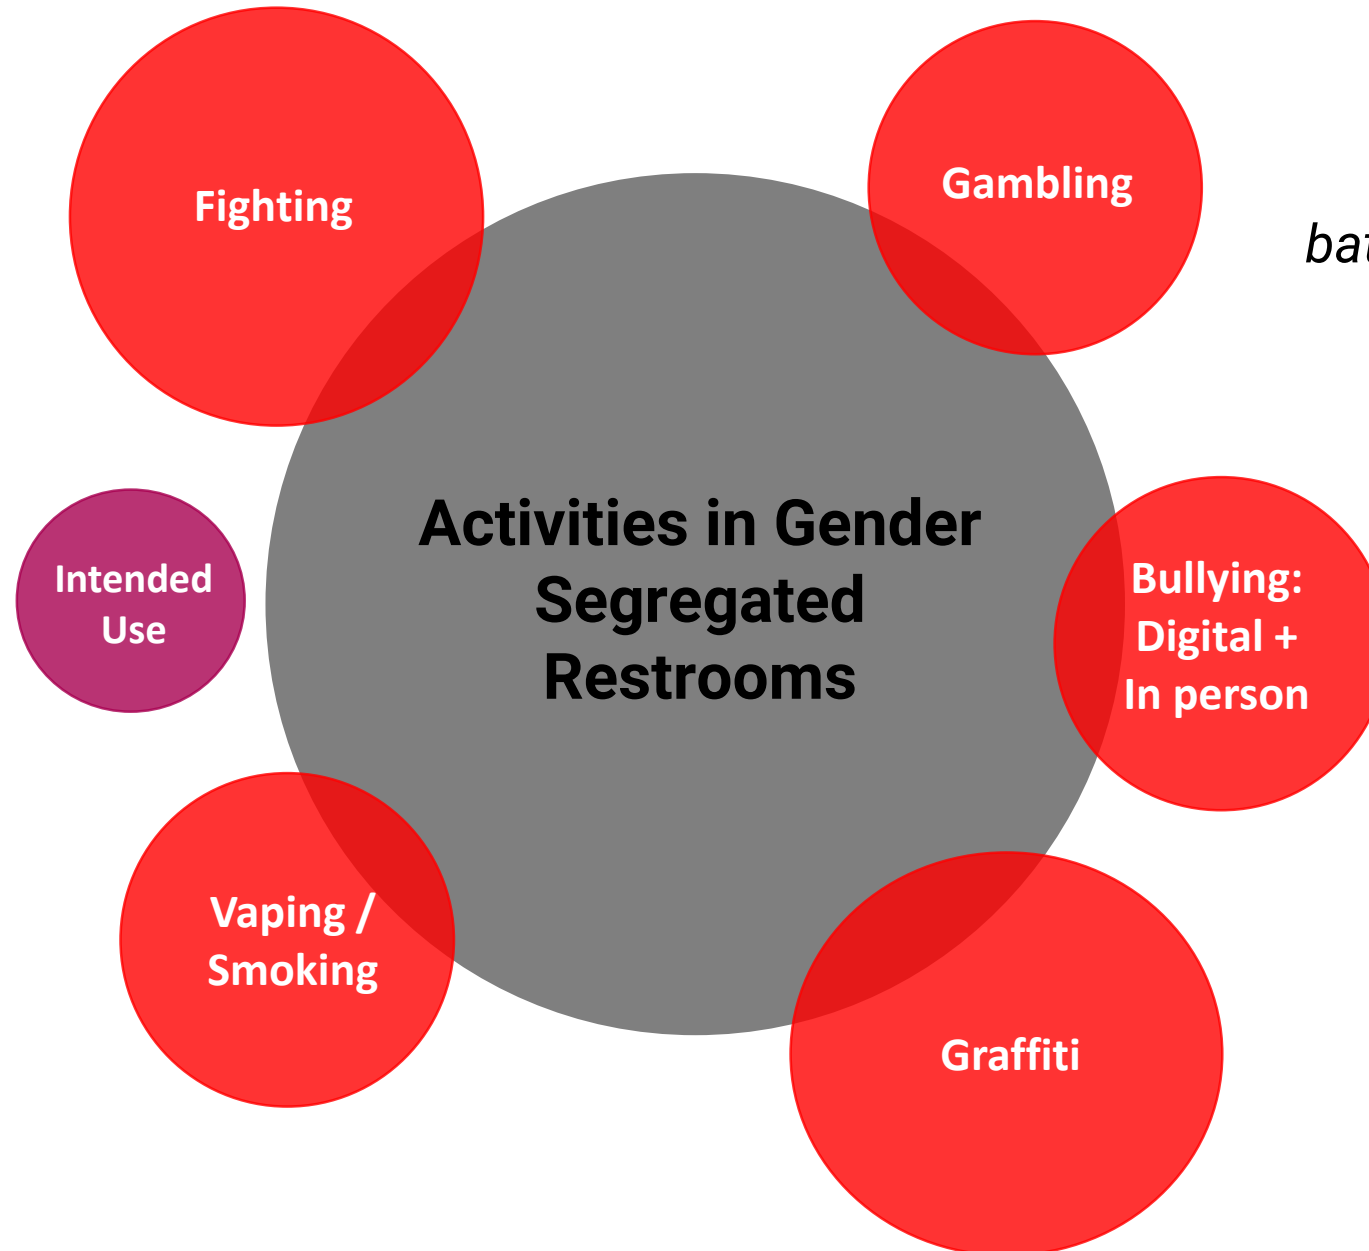 Fighting
Gambling
Activities in Gender
Segregated
Restrooms
Intended
Use
Bullying:
Digital +
In person
Vaping /
Smoking
Graffiti